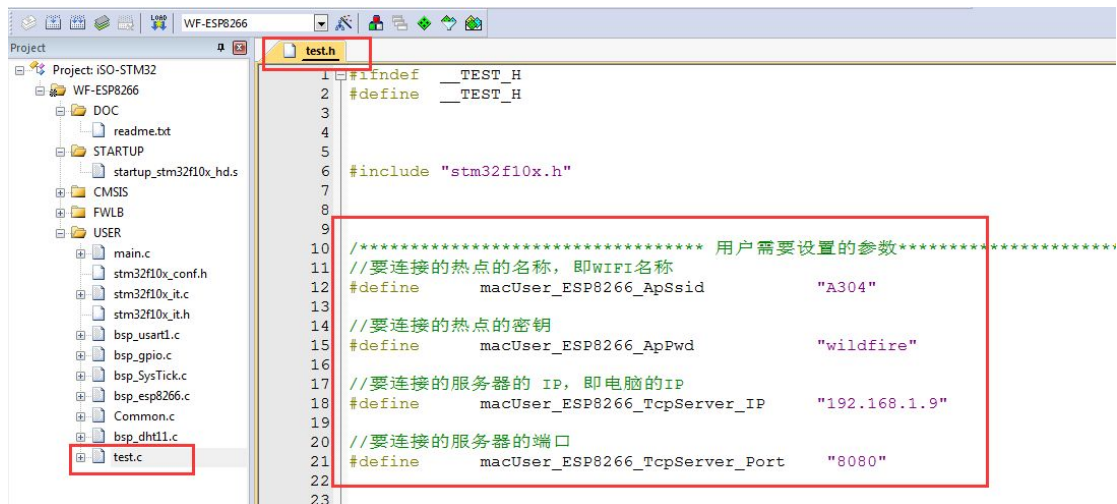 LOAD
WF-ESP8266
Project
Project: iSO-STM32
WF-ESP8266
DOC
readme.txt
STARTUP
startup_stm32f10x_hd.s
CMSIS
FWLB
USER
main.c
stm32f10x_conf.h
stm32f10x_it.c
stm32f10x_it.h
bsp_usart1.c
bsp_gpio.c
bsp_SysTick.c
bsp_esp8266.c
Common.c
bsp_dht11.c
test.c
test.h
1 #ifndef __TEST_H
2 #define __TEST_H
3
4
5
6 #include "stm32f10x.h"
7
8
9
10 /********************************** 用户需要设置的参数**********************
11 //要连接的热点的名称，即WIFI名称
12 #define macUser_ESP8266_ApSsid "A304"
13
14 //要连接的热点的密钥
15 #define macUser_ESP8266_ApPwd "wildfire"
16
17 //要连接的服务器的 IP，即电脑的IP
18 #define macUser_ESP8266_TcpServer_IP "192.168.1.9"
19
20 //要连接的服务器的端口
21 #define macUser_ESP8266_TcpServer_Port "8080"
22
23